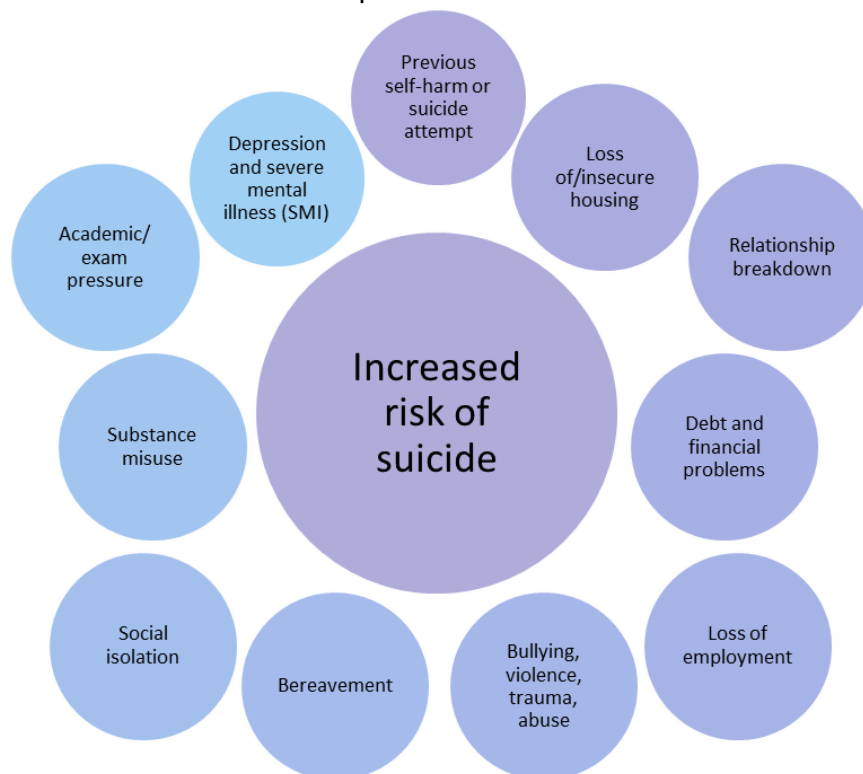 Previous
self-harm or
suicide
attempt
Loss
of/insecure
housing
Relationship
breakdown
Debt and
financial
problems
Loss of
employment
Bullying,
violence,
trauma,
abuse
Bereavement
Social
isolation
Substance
misuse
Academic/
exam
pressure
Depression
and severe
mental
illness (SMI)
Increased
risk of
suicide